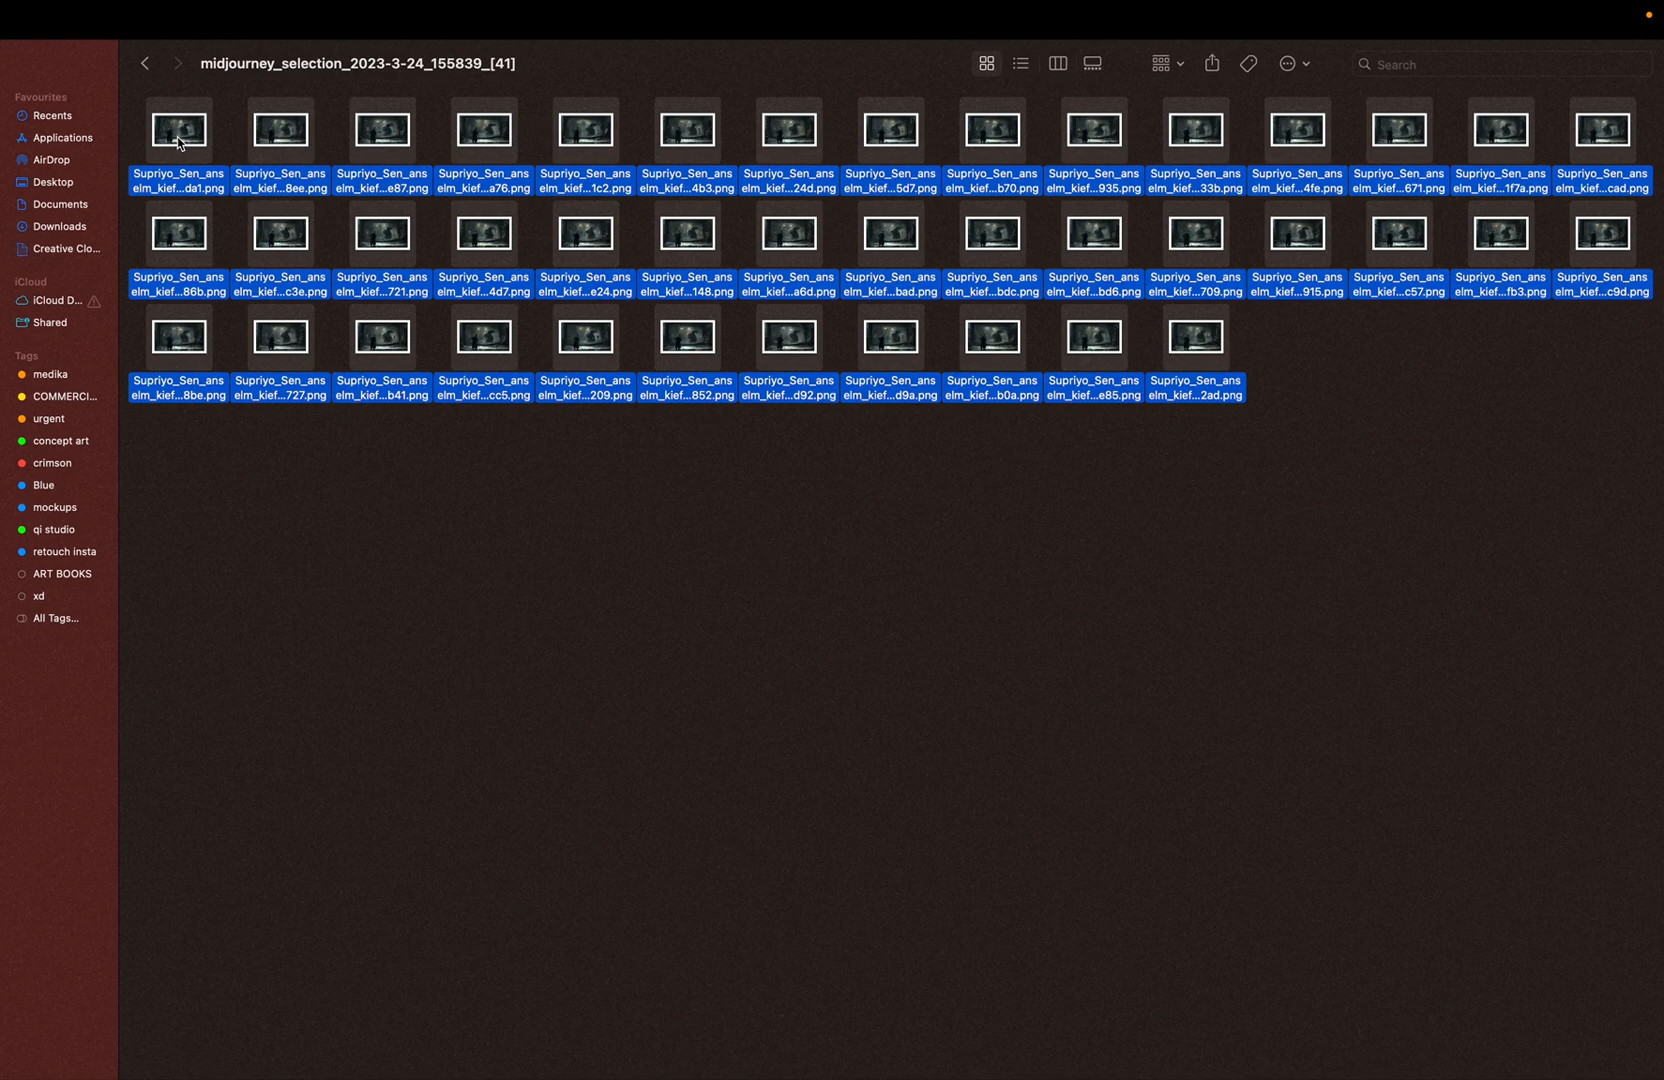 midjourney_selection_2023-3-24_155839_[41]
Search
Favourites
Recents
Applications
AirDrop
Desktop
Documents
Downloads
Creative Clo...
iCloud
iCloud D...
Shared
Tags
medika
COMMERCI...
urgent
concept art
crimson
Blue
mockups
qi studio
retouch insta
ART BOOKS
xd
All Tags...
Supriyo_Sen_ans Supriyo_Sen_ans Supriyo_Sen_ans Supriyo_Sen_ans Supriyo_Sen_ans Supriyo_Sen_ans Supriyo_Sen_ans Supriyo_Sen_ans Supriyo_Sen_ans Supriyo_Sen_ans Supriyo_Sen_ans Supriyo_Sen_ans Supriyo_Sen_ans Supriyo_Sen_ans Supriyo_Sen_ans
elm_kief...da1.png elm_kief...8ee.png elm_kief...e87.png elm_kief...a76.png elm_kief...1c2.png elm_kief...4b3.png elm_kief...24d.png elm_kief...5d7.png elm_kief...b70.png elm_kief...935.png elm_kief...33b.png elm_kief...4fe.png elm_kief...671.png elm_kief...1f7a.png elm_kief...cad.png
Supriyo_Sen_ans Supriyo_Sen_ans Supriyo_Sen_ans Supriyo_Sen_ans Supriyo_Sen_ans Supriyo_Sen_ans Supriyo_Sen_ans Supriyo_Sen_ans Supriyo_Sen_ans Supriyo_Sen_ans Supriyo_Sen_ans Supriyo_Sen_ans Supriyo_Sen_ans Supriyo_Sen_ans Supriyo_Sen_ans
elm_kief...86b.png elm_kief...c3e.png elm_kief...721.png elm_kief...4d7.png elm_kief...e24.png elm_kief...148.png elm_kief...a6d.png elm_kief...bad.png elm_kief...bdc.png elm_kief...bd6.png elm_kief...709.png elm_kief...915.png elm_kief...c57.png elm_kief...fb3.png elm_kief...c9d.png
Supriyo_Sen_ans Supriyo_Sen_ans Supriyo_Sen_ans Supriyo_Sen_ans Supriyo_Sen_ans Supriyo_Sen_ans Supriyo_Sen_ans Supriyo_Sen_ans Supriyo_Sen_ans Supriyo_Sen_ans Supriyo_Sen_ans
elm_kief...8be.png elm_kief...727.png elm_kief...b41.png elm_kief...cc5.png elm_kief...209.png elm_kief...852.png elm_kief...d92.png elm_kief...d9a.png elm_kief...b0a.png elm_kief...e85.png elm_kief...2ad.png